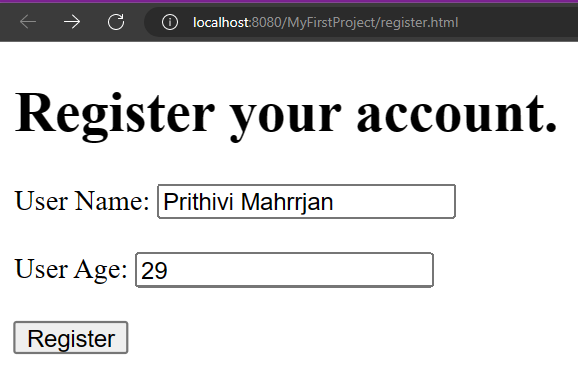 localhost:8080/MyFirstProject/register.html
Register your account.
User Name: Prithivi Mahrrjan
User Age: 29
Register